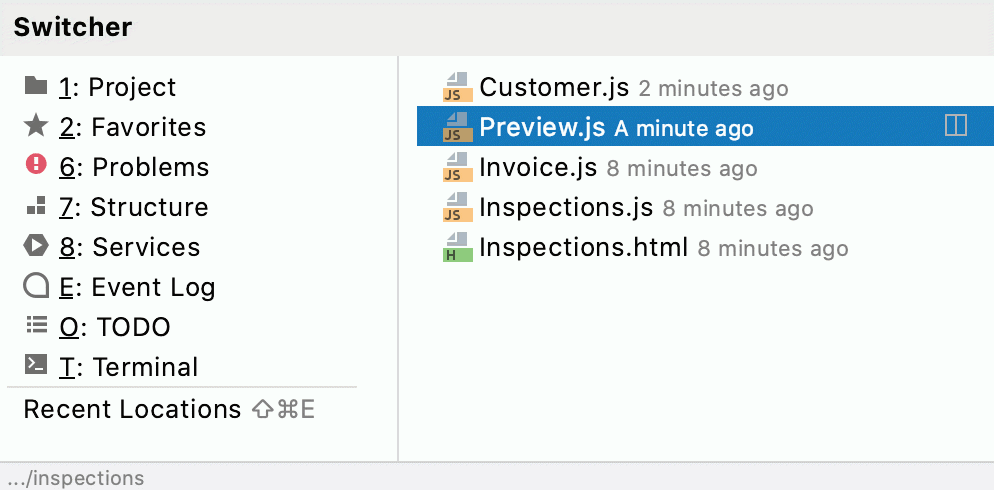 Switcher
1: Project
2: Favorites
6: Problems
7: Structure
8: Services
E: Event Log
O: TODO
T: Terminal
Recent Locations ⇧⌘E
JS Customer.js 2 minutes ago
JS Preview.js A minute ago
JS Invoice.js 8 minutes ago
JS Inspections.js 8 minutes ago
H Inspections.html 8 minutes ago
.../inspections